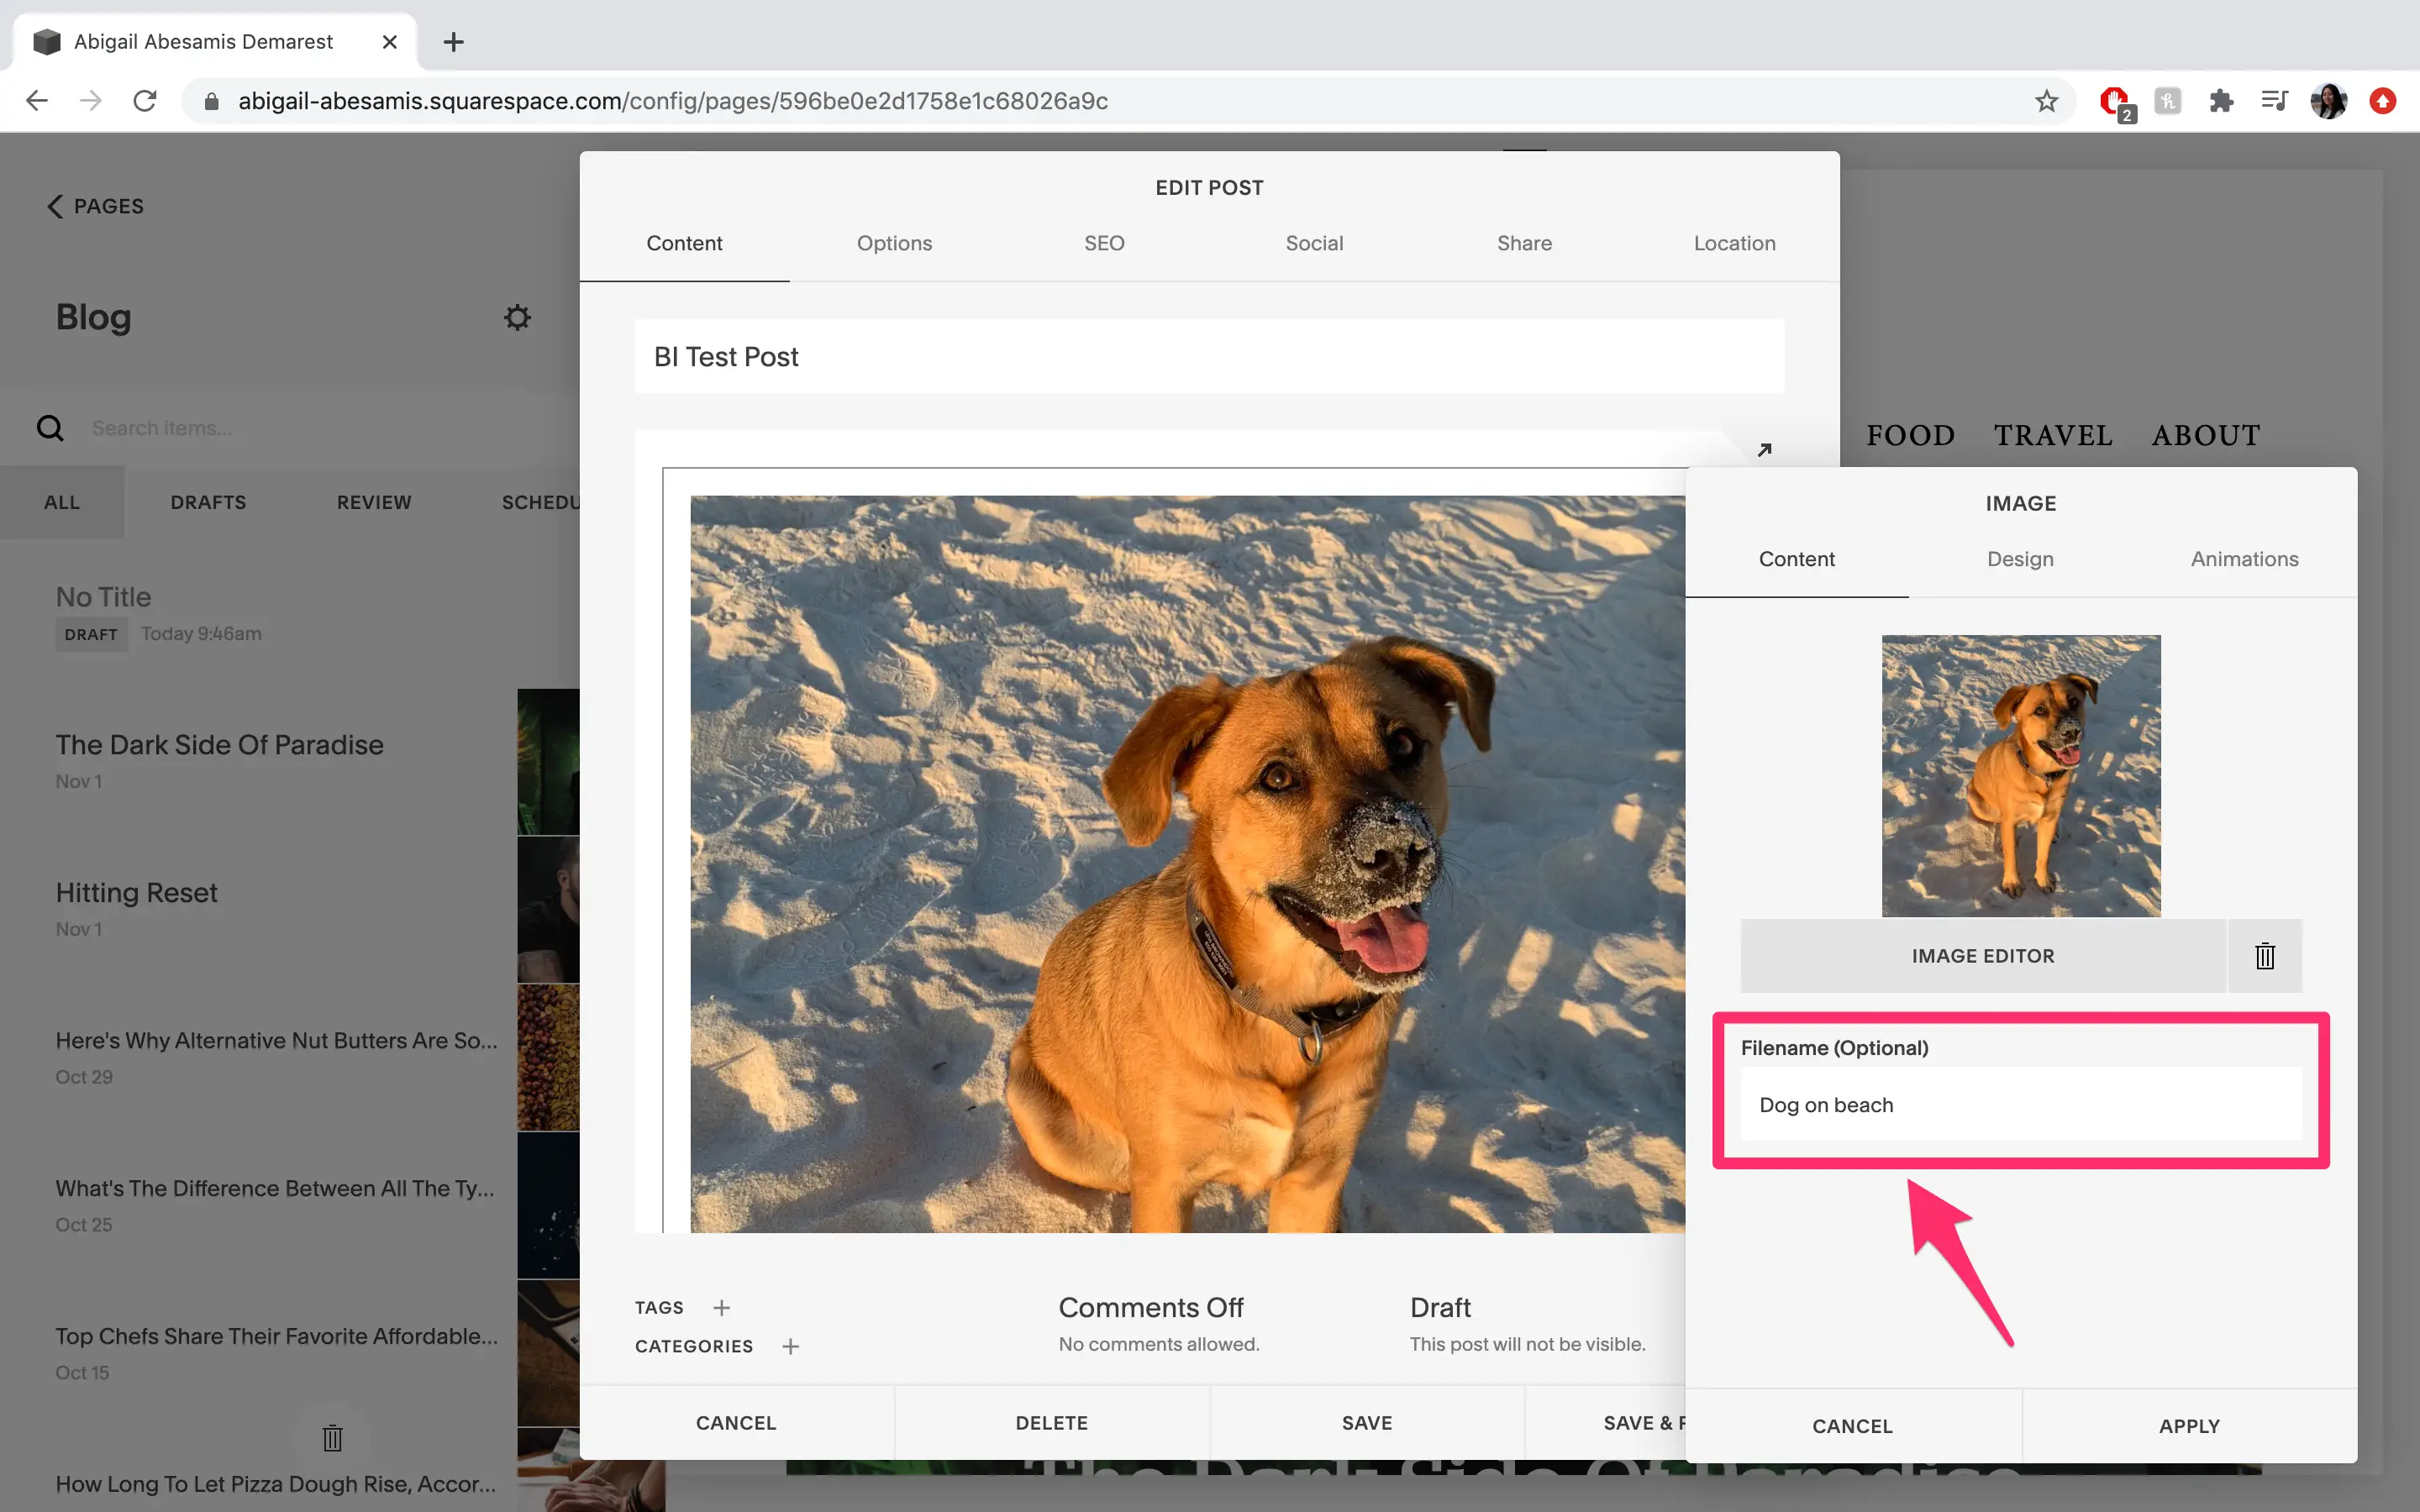 Abigail Abesamis Demarest
abigail-abesamis.squarespace.com/config/pages/596be0e2d1758e1c68026a9c
2
PAGES
Blog
Search items...
ALL
DRAFTS
REVIEW
SCHEDU
No Title
DRAFT
Today 9:46am
The Dark Side Of Paradise
Nov 1
Hitting Reset
Nov 1
Here's Why Alternative Nut Butters Are So...
Oct 29
What's The Difference Between All The Ty...
Oct 25
Top Chefs Share Their Favorite Affordable...
Oct 15
How Long To Let Pizza Dough Rise, Accor...
EDIT POST
Content
Options
SEO
Social
Share
Location
BI Test Post
TAGS
CATEGORIES
Comments Off
No comments allowed.
Draft
This post will not be visible.
CANCEL
DELETE
SAVE
SAVE &
FOOD
TRAVEL
ABOUT
IMAGE
Content
Design
Animations
IMAGE EDITOR
Filename (Optional)
Dog on beach
CANCEL
APPLY
The Dark Side Of Paradise